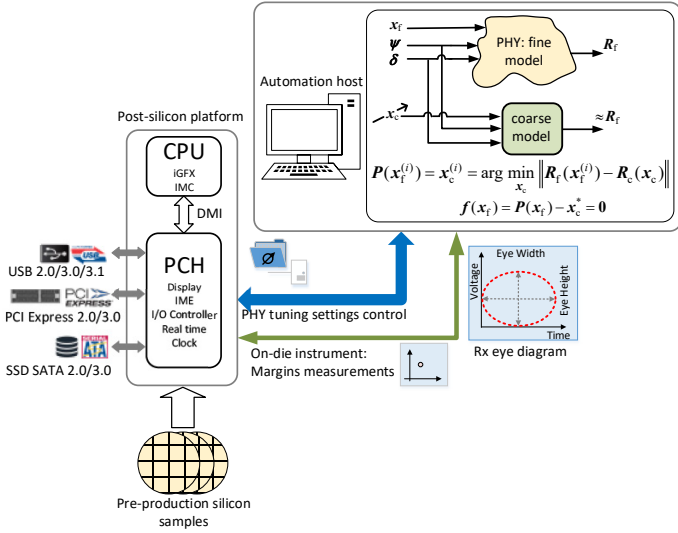 x_f
ψ
δ
PHY: fine
model
R_f
Automation host
x_c
coarse
model
≈R_f
P(x_f^(i)) = x_c^(i) = arg min_{x_c} ‖R_f(x_f^(i)) − R_c(x_c)‖
f(x_f) = P(x_f) − x_c^* = 0
Post-silicon platform
CPU
iGFX
IMC
DMI
PCH
Display
IME
I/O Controller
Real time
Clock
USB 2.0/3.0/3.1
PCI EXPRESS
PCI Express 2.0/3.0
SERIAL
ATA
SSD SATA 2.0/3.0
Ø
PHY tuning settings control
On-die instrument:
Margins measurements
Eye Width
Voltage
Eye Height
Time
Rx eye diagram
Pre-production silicon
samples